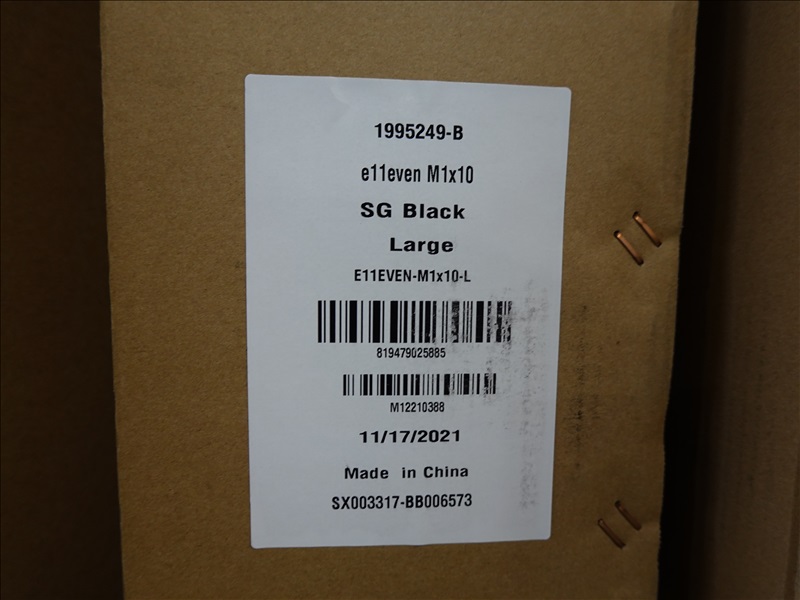 1995249-B
e11even M1x10
SG Black
Large
E11EVEN-M1x10-L
819479025885
M12210388
11/17/2021
Made in China
SX003317-BB006573